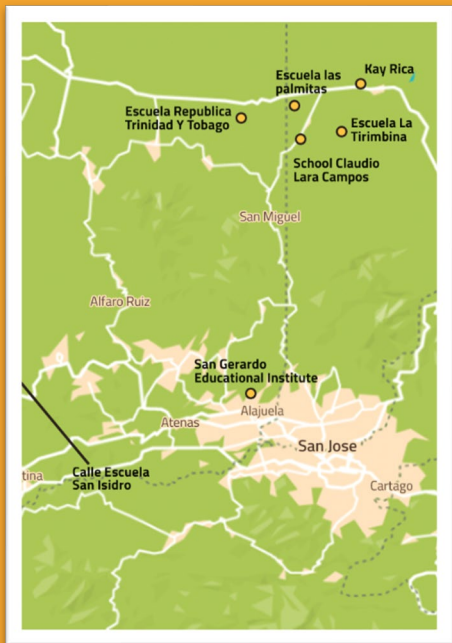 Kay Rica
Escuela las
palmitas
Escuela Republica
Trinidad Y Tobago
Escuela La
Tirimbina
School Claudio
Lara Campos
San Miguel
Alfaro Ruiz
San Gerardo
Educational Institute
Alajuela
Atenas
San Jose
Calle Escuela
San Isidro
tina
Cartago